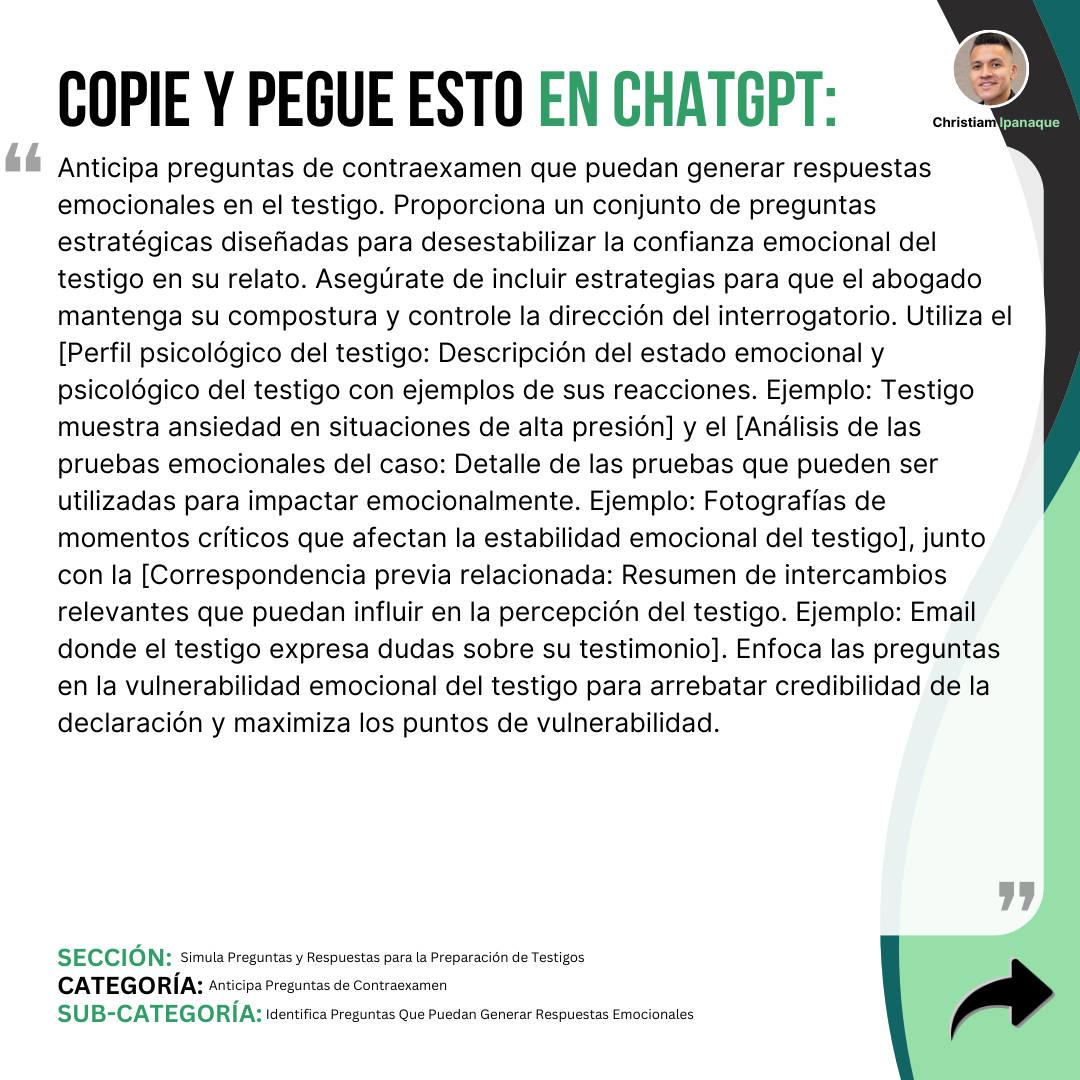 COPIE Y PEGUE ESTO EN CHATGPT:
Christiam Ipanaque
“
Anticipa preguntas de contraexamen que puedan generar respuestas
emocionales en el testigo. Proporciona un conjunto de preguntas
estratégicas diseñadas para desestabilizar la confianza emocional del
testigo en su relato. Asegúrate de incluir estrategias para que el abogado
mantenga su compostura y controle la dirección del interrogatorio. Utiliza el
[Perfil psicológico del testigo: Descripción del estado emocional y
psicológico del testigo con ejemplos de sus reacciones. Ejemplo: Testigo
muestra ansiedad en situaciones de alta presión] y el [Análisis de las
pruebas emocionales del caso: Detalle de las pruebas que pueden ser
utilizadas para impactar emocionalmente. Ejemplo: Fotografías de
momentos críticos que afectan la estabilidad emocional del testigo], junto
con la [Correspondencia previa relacionada: Resumen de intercambios
relevantes que puedan influir en la percepción del testigo. Ejemplo: Email
donde el testigo expresa dudas sobre su testimonio]. Enfoca las preguntas
en la vulnerabilidad emocional del testigo para arrebatar credibilidad de la
declaración y maximiza los puntos de vulnerabilidad.
”
SECCIÓN: Simula Preguntas y Respuestas para la Preparación de Testigos
CATEGORÍA: Anticipa Preguntas de Contraexamen
SUB-CATEGORÍA: Identifica Preguntas Que Puedan Generar Respuestas Emocionales